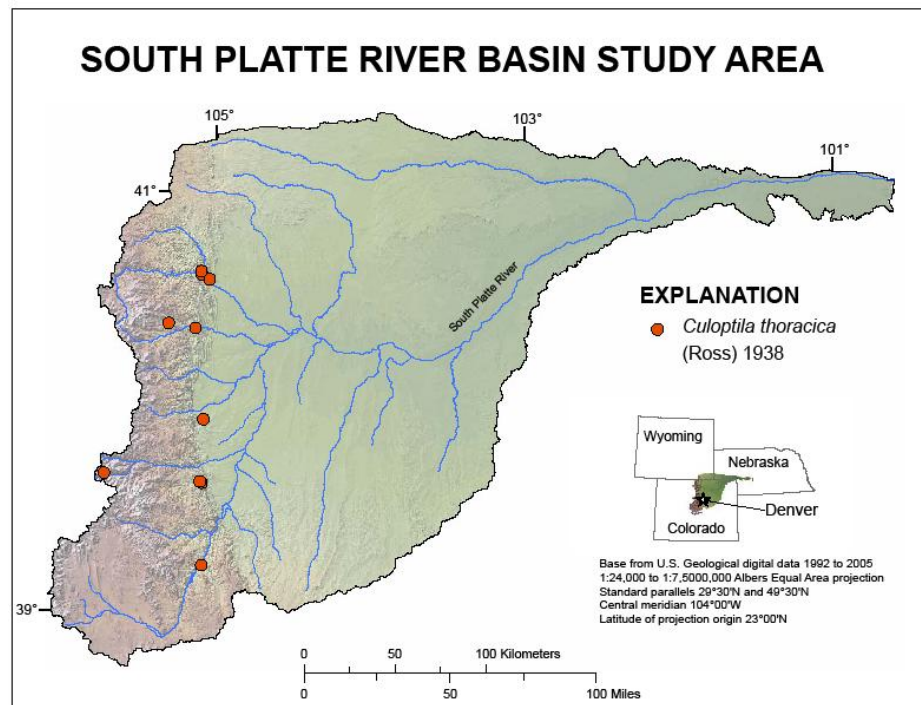 SOUTH PLATTE RIVER BASIN STUDY AREA
105°
103°
101°
41°
South Platte River
EXPLANATION
Culoptila thoracica
(Ross) 1938
Wyoming
Nebraska
Denver
Colorado
39°
Base from U.S. Geological digital data 1992 to 2005
1:24,000 to 1:7,5000,000 Albers Equal Area projection
Standard parallels 29°30'N and 49°30'N
Central meridian 104°00'W
Latitude of projection origin 23°00'N
0 50 100 Kilometers
0 50 100 Miles